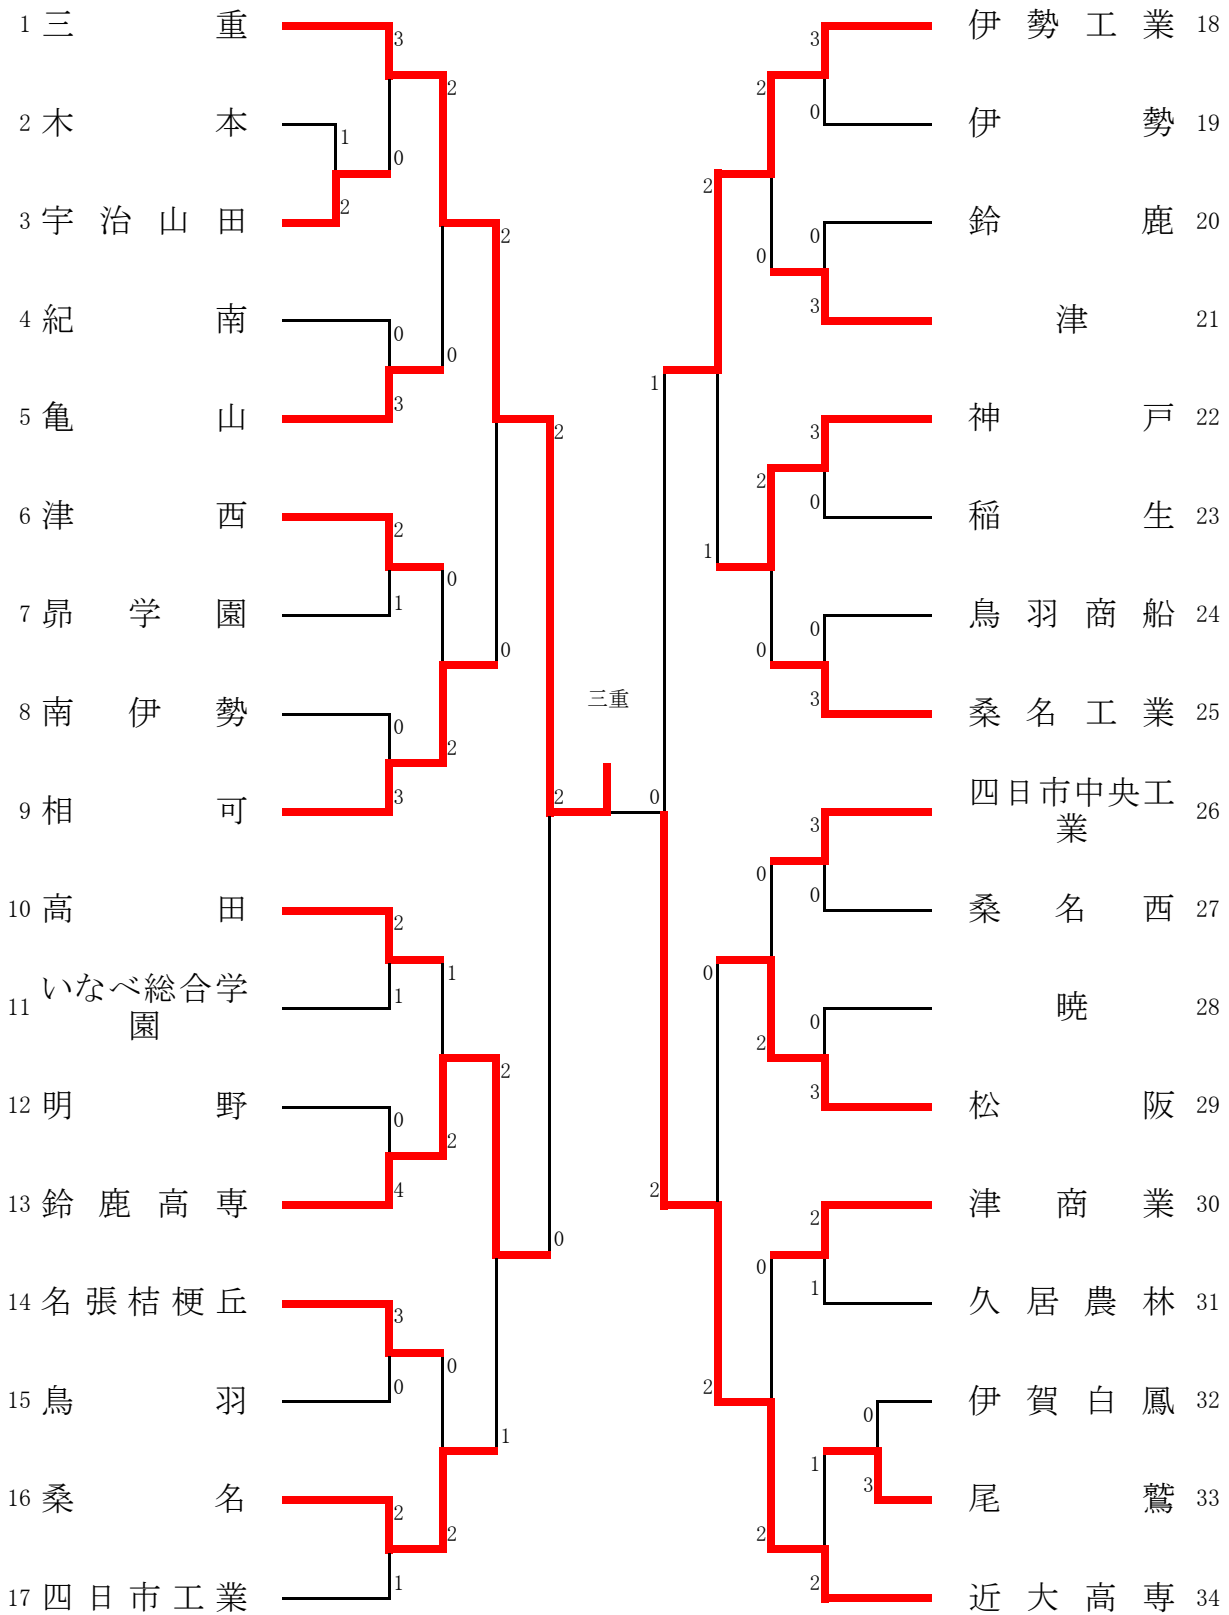 1 三重
2 木本
3 宇治山田
4 紀南
5 亀山
6 津西
7 昴学園
8 南伊勢
9 相可
10 高田
11 いなべ総合学
園
12 明野
13 鈴鹿高専
14 名張桔梗丘
15 鳥羽
16 桑名
17 四日市工業
3
1
2
0
2
0
3
0
2
2
1
0
0
3
2
0
2
2
1
1
0
4
2
2
3
0
0
2
1
2
1
0
2
三重
0
1
2
2
1
0
2
2
0
2
0
0
2
0
2
3
0
0
3
3
0
0
3
3
0
0
3
2
1
1
2
0
3
伊勢工業 18
伊勢 19
鈴鹿 20
津 21
神戸 22
稲生 23
鳥羽商船 24
桑名工業 25
四日市中央工
業 26
桑名西 27
暁 28
松阪 29
津商業 30
久居農林 31
伊賀白鳳 32
尾鷲 33
近大高専 34